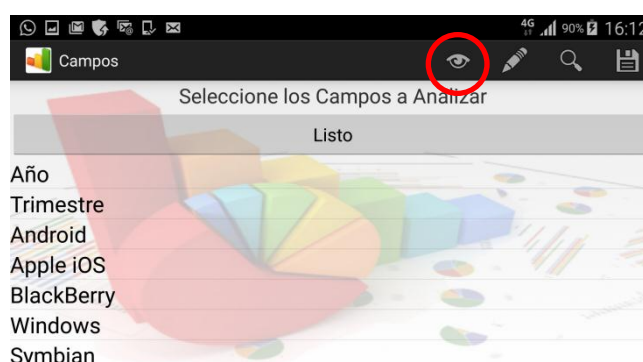 4G 90% 16:12
Campos
Seleccione los Campos a Analizar
Listo
Año
Trimestre
Android
Apple iOS
BlackBerry
Windows
Symbian